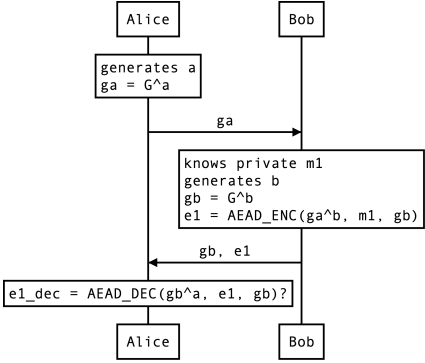 Alice
Bob
generates a
ga = G^a
ga
knows private m1
generates b
gb = G^b
e1 = AEAD_ENC(ga^b, m1, gb)
gb, e1
e1_dec = AEAD_DEC(gb^a, e1, gb)?
Alice
Bob